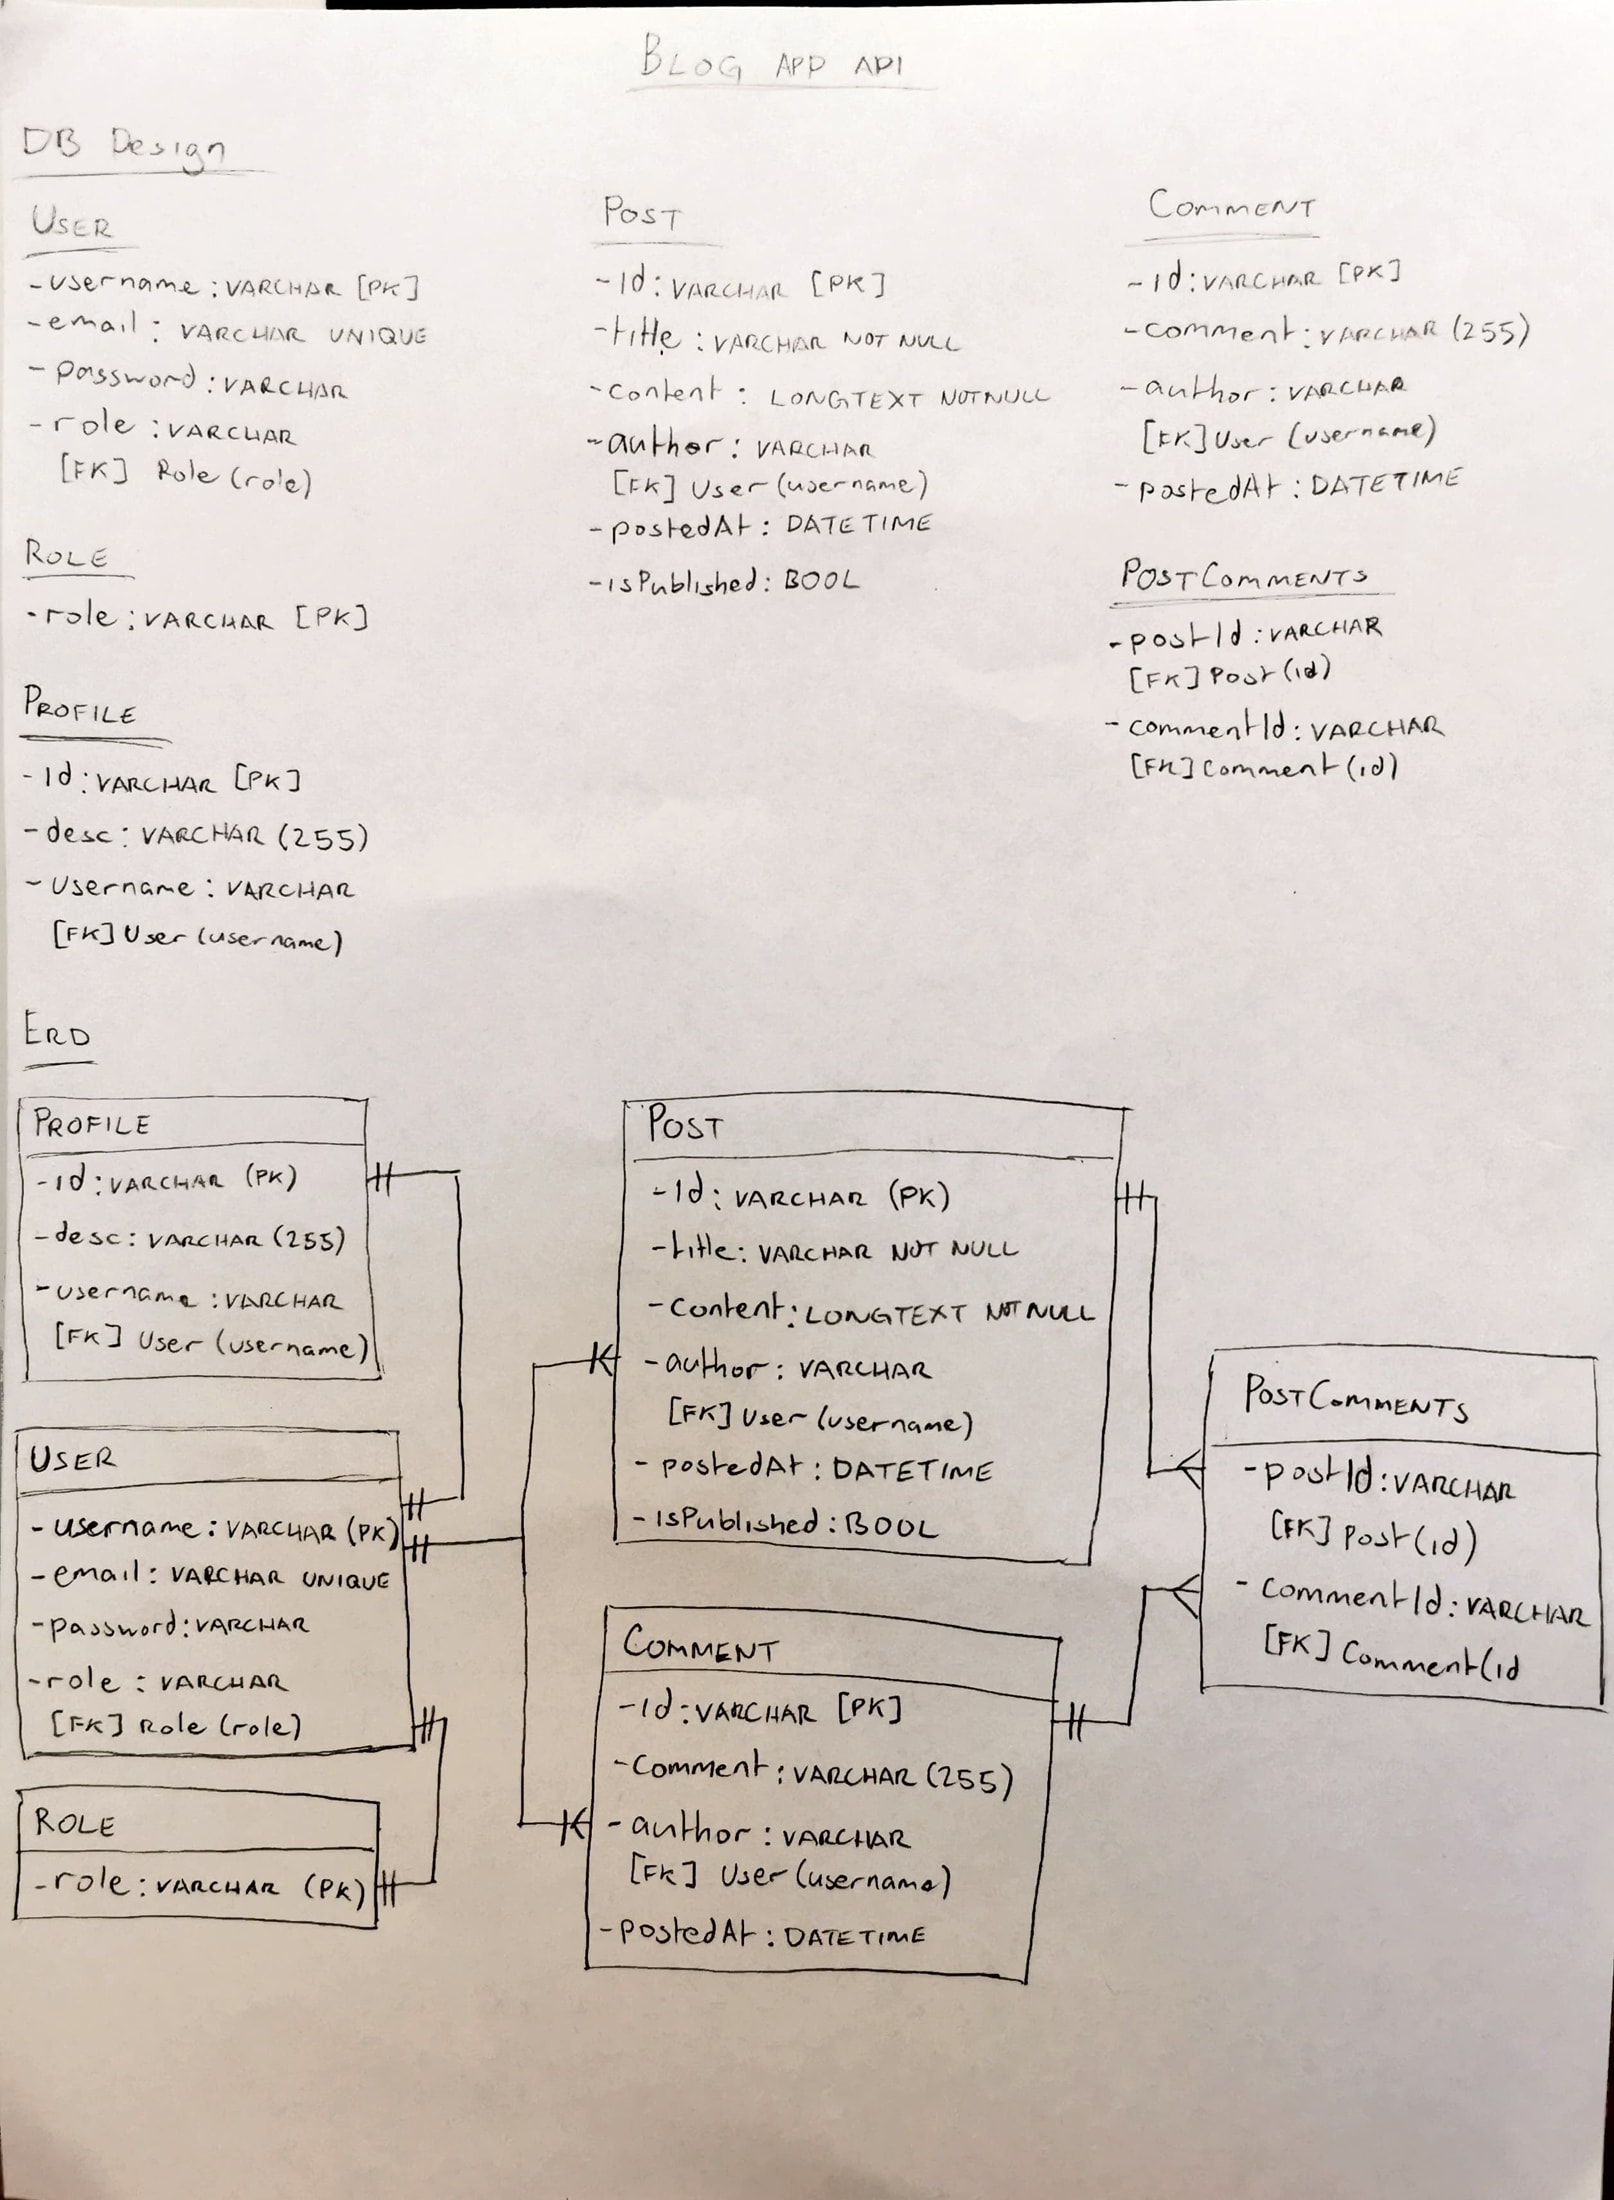 BLOG APP API
DB Design
USER
-username : VARCHAR [PK]
-email : VARCHAR UNIQUE
-password : VARCHAR
-role : VARCHAR
[FK] Role (role)
ROLE
-role : VARCHAR [PK]
PROFILE
-id : VARCHAR [PK]
-desc : VARCHAR (255)
-username : VARCHAR
[FK] User (username)
POST
-id : VARCHAR [PK]
-title : VARCHAR NOT NULL
-content : LONGTEXT NOT NULL
-author : VARCHAR
[FK] User (username)
-postedAt : DATETIME
-isPublished : BOOL
COMMENT
-id : VARCHAR [PK]
-comment : VARCHAR (255)
-author : VARCHAR
[FK] User (username)
-postedAt : DATETIME
POSTCOMMENTS
-postId : VARCHAR
[FK] Post (id)
-commentId : VARCHAR
[FK] Comment (id)
ERD
PROFILE
-id : VARCHAR (PK)
-desc : VARCHAR (255)
-username : VARCHAR
[FK] User (username)
USER
-username : VARCHAR (PK)
-email : VARCHAR UNIQUE
-password : VARCHAR
-role : VARCHAR
[FK] Role (role)
ROLE
-role : VARCHAR (PK)
POST
-id : VARCHAR (PK)
-title : VARCHAR NOT NULL
-content : LONGTEXT NOT NULL
-author : VARCHAR
[FK] User (username)
-postedAt : DATETIME
-isPublished : BOOL
COMMENT
-id : VARCHAR [PK]
-comment : VARCHAR (255)
-author : VARCHAR
[FK] User (username)
-postedAt : DATETIME
POSTCOMMENTS
-postId : VARCHAR
[FK] Post (id)
-commentId : VARCHAR
[FK] Comment (id